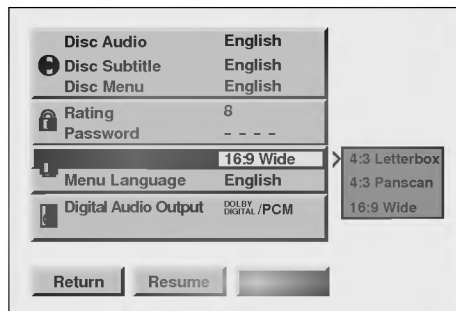 Disc Audio English
Disc Subtitle English
Disc Menu English
Rating 8
Password - - - -
16:9 Wide
Menu Language English
Digital Audio Output DOLBY DIGITAL /PCM
4:3 Letterbox
4:3 Panscan
16:9 Wide
Return Resume